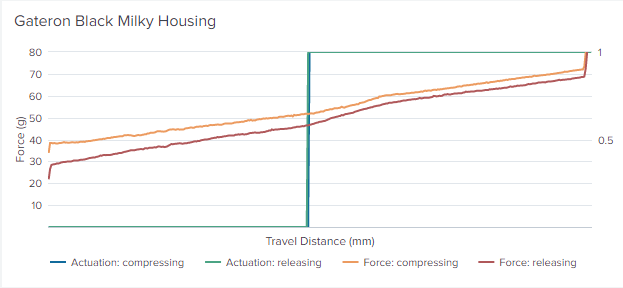 Gateron Black Milky Housing
80
70
60
50
40
30
20
10
Force (g)
1
0.5
Travel Distance (mm)
Actuation: compressing Actuation: releasing Force: compressing Force: releasing